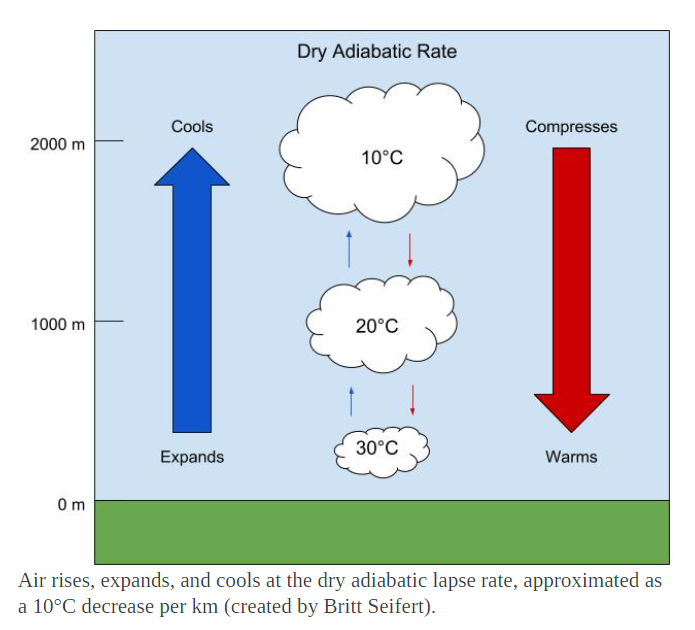 Dry Adiabatic Rate
Cools
Compresses
2000 m
10°C
1000 m
20°C
30°C
Expands
Warms
0 m
Air rises, expands, and cools at the dry adiabatic lapse rate, approximated as
a 10°C decrease per km (created by Britt Seifert).